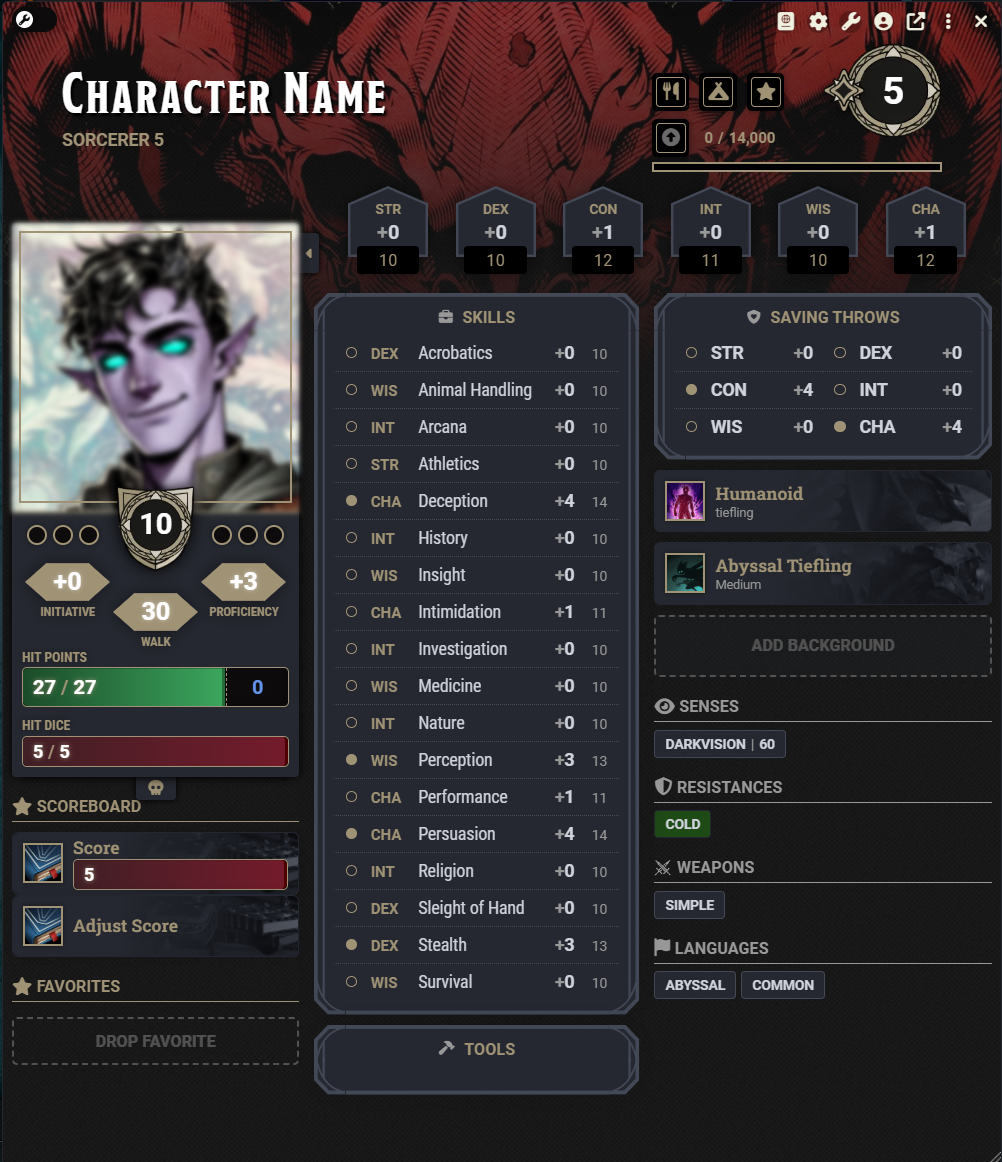 Character Name
SORCERER 5
5
0 / 14,000
STR
+0
10
DEX
+0
10
CON
+1
12
INT
+0
11
WIS
+0
10
CHA
+1
12
10
+0
INITIATIVE
30
WALK
+3
PROFICIENCY
HIT POINTS
27 / 27
0
HIT DICE
5 / 5
SCOREBOARD
Score
5
Adjust Score
FAVORITES
DROP FAVORITE
SKILLS
DEX Acrobatics +0 10
WIS Animal Handling +0 10
INT Arcana +0 10
STR Athletics +0 10
CHA Deception +4 14
INT History +0 10
WIS Insight +0 10
CHA Intimidation +1 11
INT Investigation +0 10
WIS Medicine +0 10
INT Nature +0 10
WIS Perception +3 13
CHA Performance +1 11
CHA Persuasion +4 14
INT Religion +0 10
DEX Sleight of Hand +0 10
DEX Stealth +3 13
WIS Survival +0 10
TOOLS
SAVING THROWS
STR +0 DEX +0
CON +4 INT +0
WIS +0 CHA +4
Humanoid
tiefling
Abyssal Tiefling
Medium
ADD BACKGROUND
SENSES
DARKVISION | 60
RESISTANCES
COLD
WEAPONS
SIMPLE
LANGUAGES
ABYSSAL COMMON